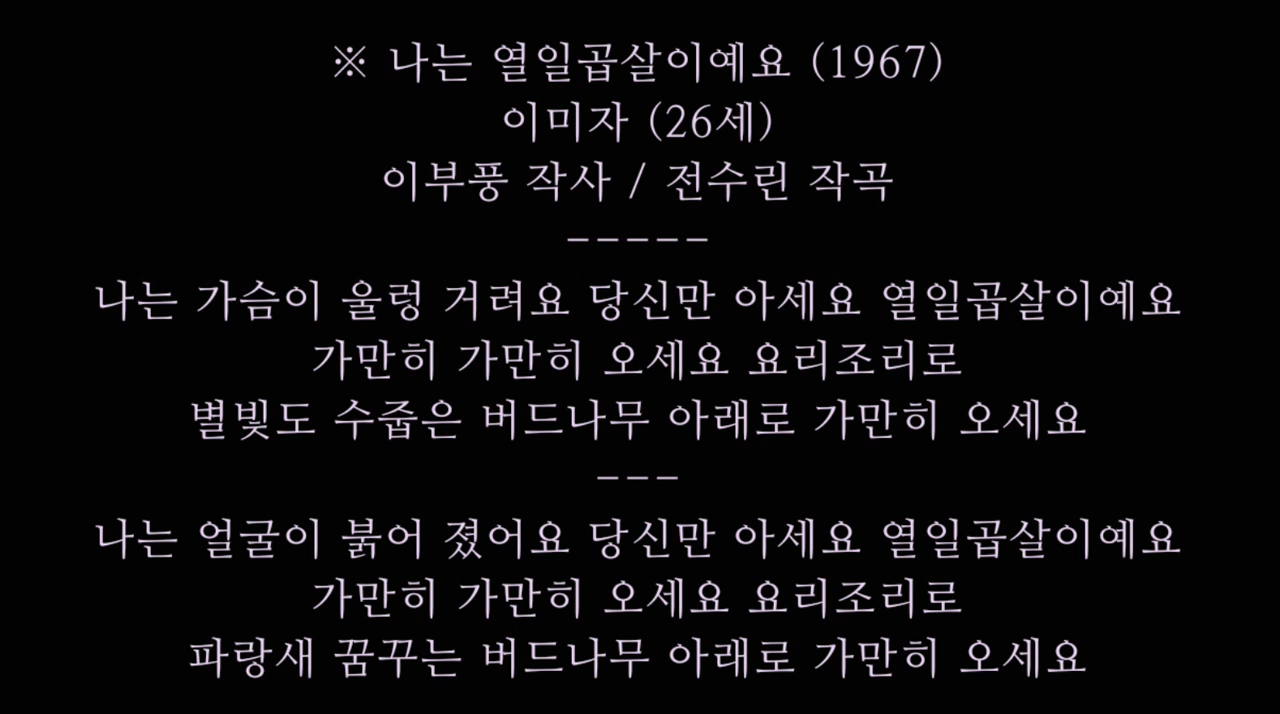 ※ 나는 열일곱살이예요 (1967)
이미자 (26세)
이부풍 작사 / 전수린 작곡
-----
나는 가슴이 울렁 거려요 당신만 아세요 열일곱살이예요
가만히 가만히 오세요 요리조리로
별빛도 수줍은 버드나무 아래로 가만히 오세요
---
나는 얼굴이 붉어 졌어요 당신만 아세요 열일곱살이예요
가만히 가만히 오세요 요리조리로
파랑새 꿈꾸는 버드나무 아래로 가만히 오세요